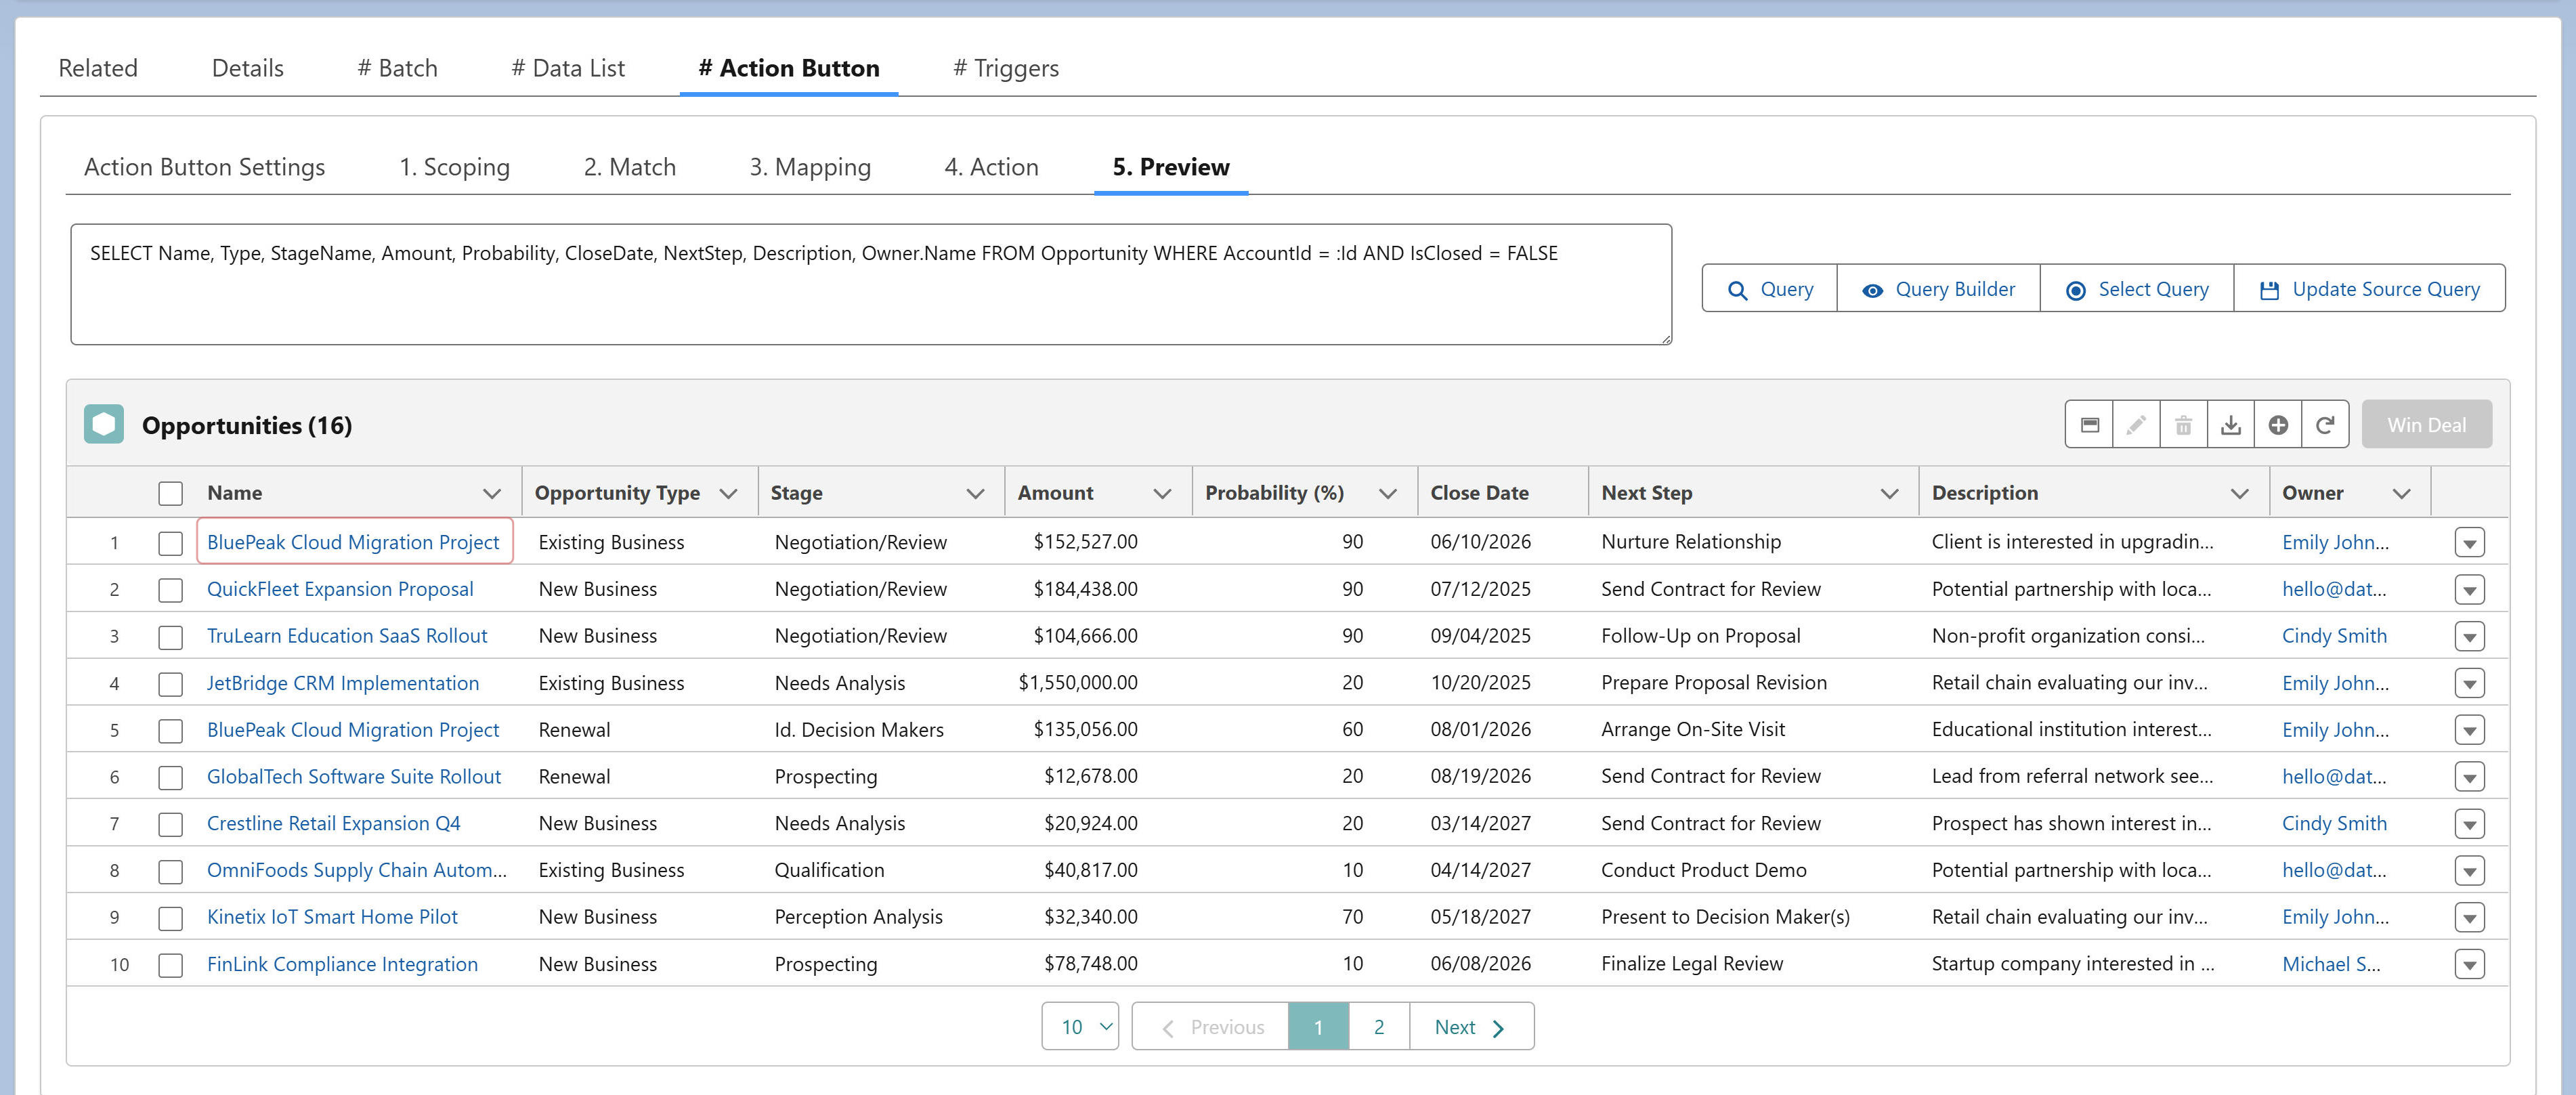 Related Details # Batch # Data List # Action Button # Triggers
Action Button Settings 1. Scoping 2. Match 3. Mapping 4. Action 5. Preview
SELECT Name, Type, StageName, Amount, Probability, CloseDate, NextStep, Description, Owner.Name FROM Opportunity WHERE AccountId = :Id AND IsClosed = FALSE
Query Query Builder Select Query Update Source Query
Opportunities (16) Win Deal
Name Opportunity Type Stage Amount Probability (%) Close Date Next Step Description Owner
1 BluePeak Cloud Migration Project Existing Business Negotiation/Review $152,527.00 90 06/10/2026 Nurture Relationship Client is interested in upgradin... Emily John...
2 QuickFleet Expansion Proposal New Business Negotiation/Review $184,438.00 90 07/12/2025 Send Contract for Review Potential partnership with loca... hello@dat...
3 TruLearn Education SaaS Rollout New Business Negotiation/Review $104,666.00 90 09/04/2025 Follow-Up on Proposal Non-profit organization consi... Cindy Smith
4 JetBridge CRM Implementation Existing Business Needs Analysis $1,550,000.00 20 10/20/2025 Prepare Proposal Revision Retail chain evaluating our inv... Emily John...
5 BluePeak Cloud Migration Project Renewal Id. Decision Makers $135,056.00 60 08/01/2026 Arrange On-Site Visit Educational institution interest... Emily John...
6 GlobalTech Software Suite Rollout Renewal Prospecting $12,678.00 20 08/19/2026 Send Contract for Review Lead from referral network see... hello@dat...
7 Crestline Retail Expansion Q4 New Business Needs Analysis $20,924.00 20 03/14/2027 Send Contract for Review Prospect has shown interest in... Cindy Smith
8 OmniFoods Supply Chain Autom... Existing Business Qualification $40,817.00 10 04/14/2027 Conduct Product Demo Potential partnership with loca... hello@dat...
9 Kinetix IoT Smart Home Pilot New Business Perception Analysis $32,340.00 70 05/18/2027 Present to Decision Maker(s) Retail chain evaluating our inv... Emily John...
10 FinLink Compliance Integration New Business Prospecting $78,748.00 10 06/08/2026 Finalize Legal Review Startup company interested in ... Michael S...
10 Previous 1 2 Next